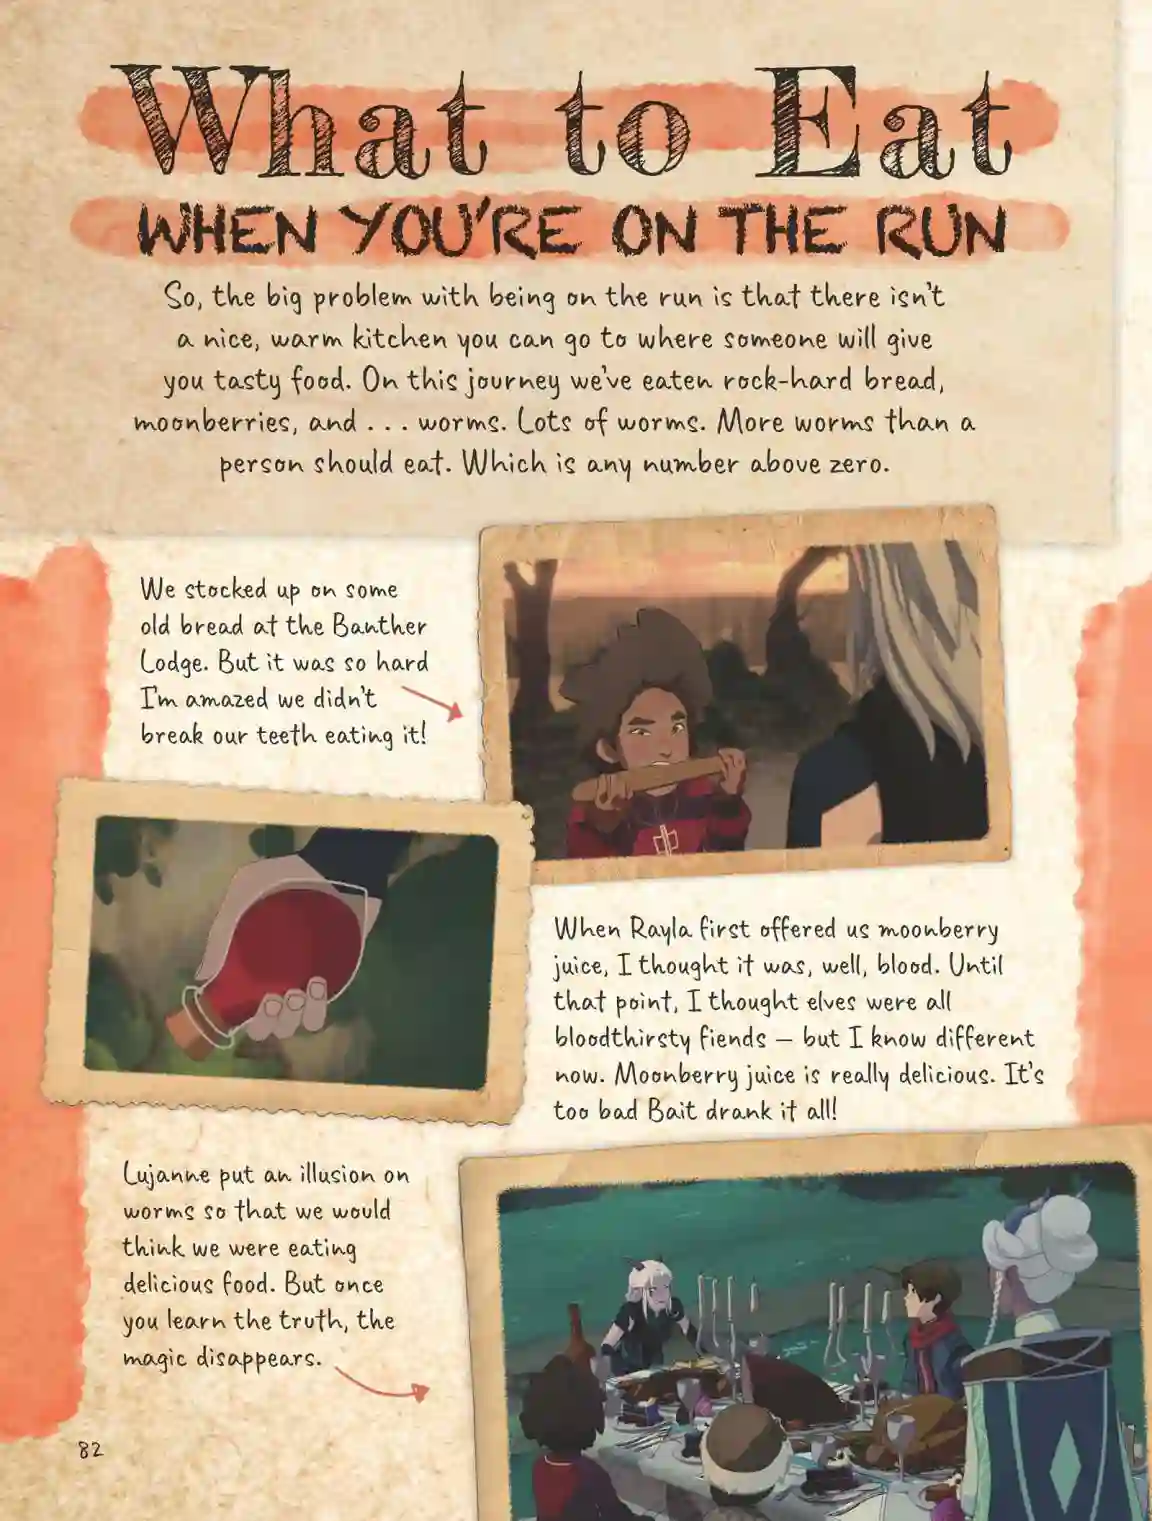 What to Eat
WHEN YOU'RE ON THE RUN
So, the big problem with being on the run is that there isn't
a nice, warm kitchen you can go to where someone will give
you tasty food. On this journey we've eaten rock-hard bread,
moonberries, and . . . worms. Lots of worms. More worms than a
person should eat. Which is any number above zero.
We stocked up on some
old bread at the Banther
Lodge. But it was so hard
I'm amazed we didn't
break our teeth eating it!
When Rayla first offered us moonberry
juice, I thought it was, well, blood. Until
that point, I thought elves were all
bloodthirsty fiends – but I know different
now. Moonberry juice is really delicious. It's
too bad Bait drank it all!
Lujanne put an illusion on
worms so that we would
think we were eating
delicious food. But once
you learn the truth, the
magic disappears.
82